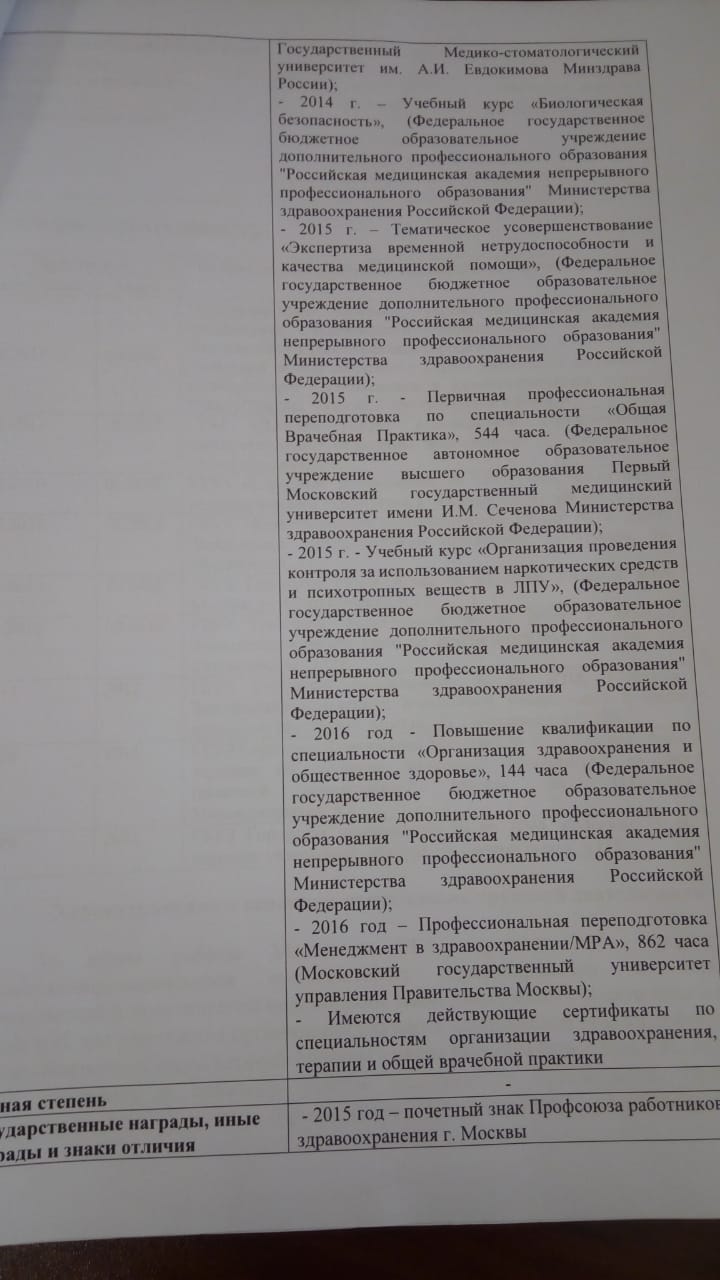 Государственный Медико-стоматологический
университет им. А.И. Евдокимова Минздрава
России);
- 2014 г. – Учебный курс «Биологическая
безопасность», (Федеральное государственное
бюджетное образовательное учреждение
дополнительного профессионального образования
"Российская медицинская академия непрерывного
профессионального образования" Министерства
здравоохранения Российской Федерации);
- 2015 г. – Тематическое усовершенствование
«Экспертиза временной нетрудоспособности и
качества медицинской помощи», (Федеральное
государственное бюджетное образовательное
учреждение дополнительного профессионального
образования "Российская медицинская академия
непрерывного профессионального образования"
Министерства здравоохранения Российской
Федерации);
- 2015 г. - Первичная профессиональная
переподготовка по специальности «Общая
Врачебная Практика», 544 часа. (Федеральное
государственное автономное образовательное
учреждение высшего образования Первый
Московский государственный медицинский
университет имени И.М. Сеченова Министерства
здравоохранения Российской Федерации);
- 2015 г. - Учебный курс «Организация проведения
контроля за использованием наркотических средств
и психотропных веществ в ЛПУ», (Федеральное
государственное бюджетное образовательное
учреждение дополнительного профессионального
образования "Российская медицинская академия
непрерывного профессионального образования"
Министерства здравоохранения Российской
Федерации);
- 2016 год - Повышение квалификации по
специальности «Организация здравоохранения и
общественное здоровье», 144 часа (Федеральное
государственное бюджетное образовательное
учреждение дополнительного профессионального
образования "Российская медицинская академия
непрерывного профессионального образования"
Министерства здравоохранения Российской
Федерации);
- 2016 год – Профессиональная переподготовка
«Менеджмент в здравоохранении/МРА», 862 часа
(Московский государственный университет
управления Правительства Москвы);
- Имеются действующие сертификаты по
специальностям организации здравоохранения,
терапии и общей врачебной практики
ная степень
-
ударственные награды, иные
рады и знаки отличия
- 2015 год – почетный знак Профсоюза работников
здравоохранения г. Москвы